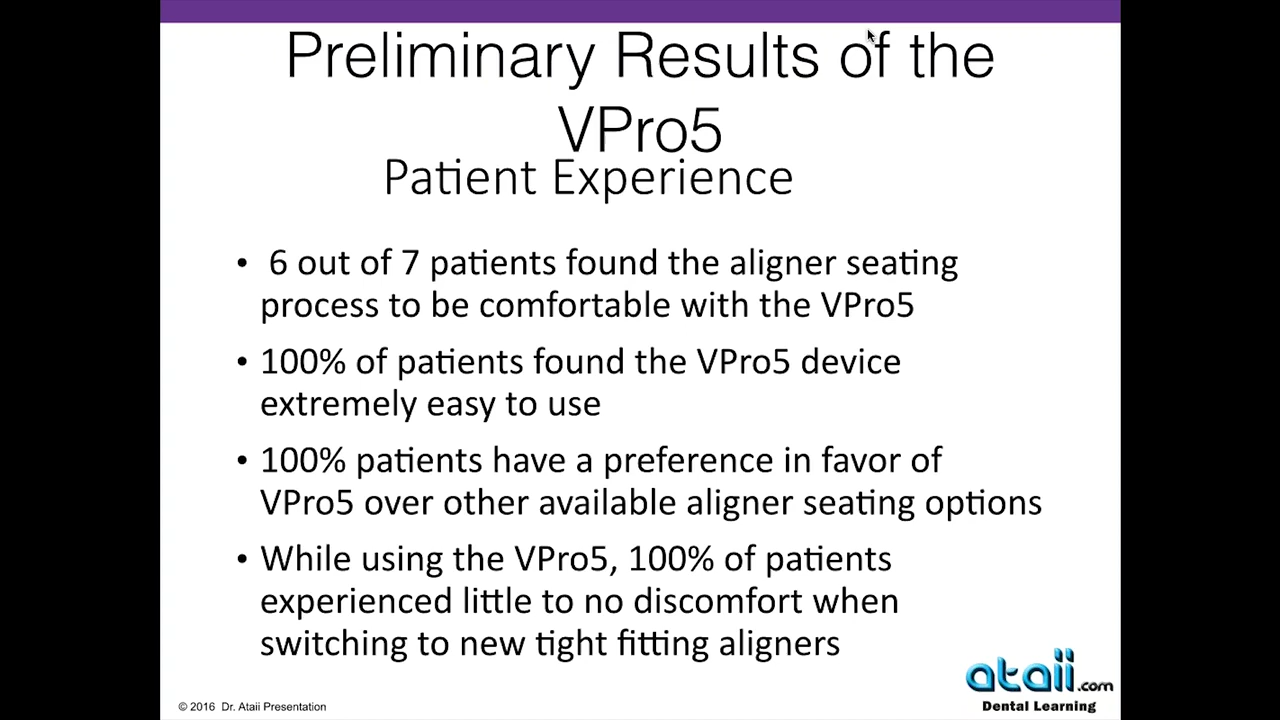 Preliminary Results of the
VPro5
Patient Experience
• 6 out of 7 patients found the aligner seating
process to be comfortable with the VPro5
• 100% of patients found the VPro5 device
extremely easy to use
• 100% patients have a preference in favor of
VPro5 over other available aligner seating options
• While using the VPro5, 100% of patients
experienced little to no discomfort when
switching to new tight fitting aligners
ataii.com
Dental Learning
© 2016 Dr. Ataii Presentation